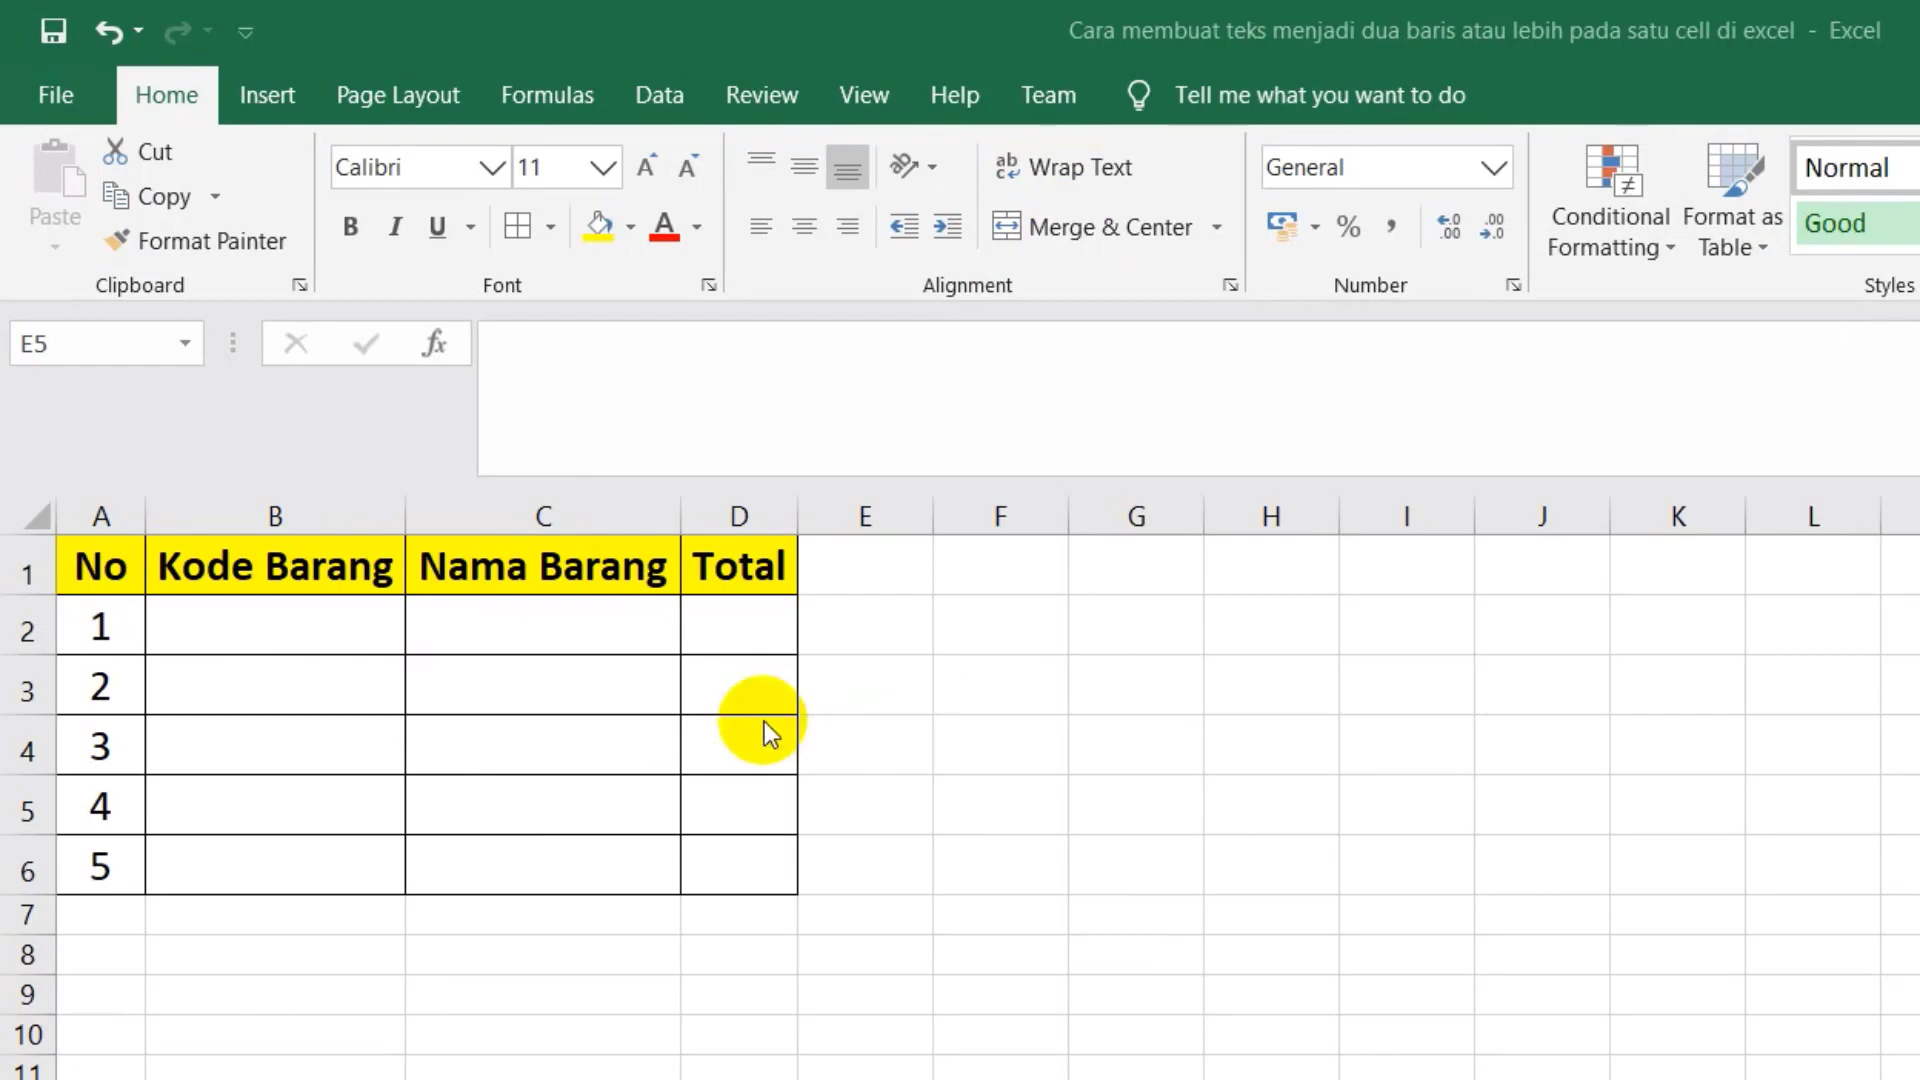 Cara membuat teks menjadi dua baris atau lebih pada satu cell di excel - Excel
File Home Insert Page Layout Formulas Data Review View Help Team Tell me what you want to do
Paste
Cut
Copy
Format Painter
Clipboard
Calibri 11
B I U
Font
Wrap Text
Merge & Center
Alignment
General
Number
Conditional Formatting
Format as Table
Normal
Good
Styles
E5
fx
A B C D E F G H I J K L
1 No Kode Barang Nama Barang Total
2 1
3 2
4 3
5 4
6 5
7
8
9
10
11